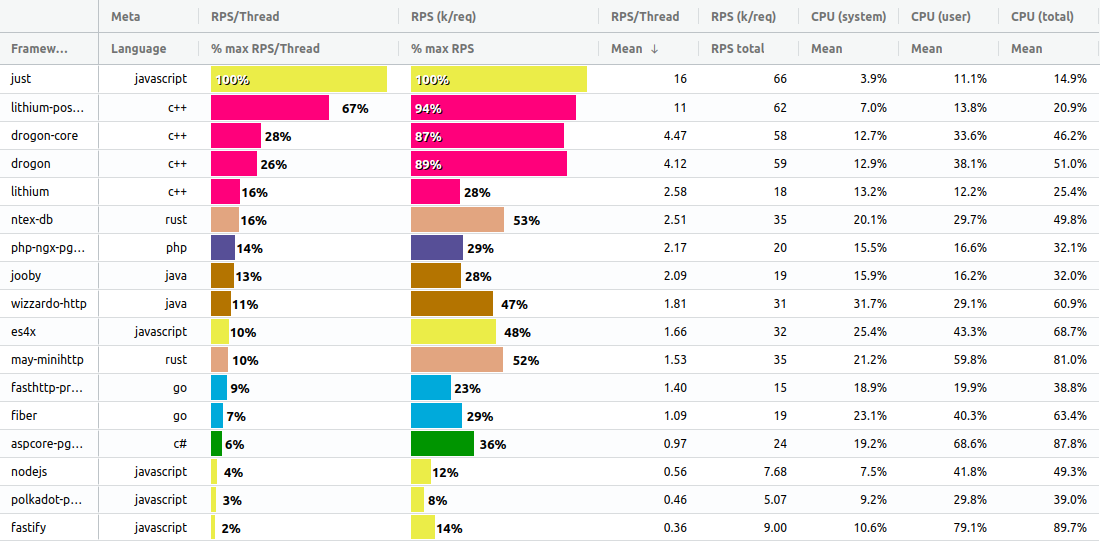 Meta RPS/Thread RPS (k/req) RPS/Thread RPS (k/req) CPU (system) CPU (user) CPU (total)
Framew... Language % max RPS/Thread % max RPS Mean ↓ RPS total Mean Mean Mean
just javascript 100% 100% 16 66 3.9% 11.1% 14.9%
lithium-pos... c++ 67% 94% 11 62 7.0% 13.8% 20.9%
drogon-core c++ 28% 87% 4.47 58 12.7% 33.6% 46.2%
drogon c++ 26% 89% 4.12 59 12.9% 38.1% 51.0%
lithium c++ 16% 28% 2.58 18 13.2% 12.2% 25.4%
ntex-db rust 16% 53% 2.51 35 20.1% 29.7% 49.8%
php-ngx-pg... php 14% 29% 2.17 20 15.5% 16.6% 32.1%
jooby java 13% 28% 2.09 19 15.9% 16.2% 32.0%
wizzardo-http java 11% 47% 1.81 31 31.7% 29.1% 60.9%
es4x javascript 10% 48% 1.66 32 25.4% 43.3% 68.7%
may-minihttp rust 10% 52% 1.53 35 21.2% 59.8% 81.0%
fasthttp-pr... go 9% 23% 1.40 15 18.9% 19.9% 38.8%
fiber go 7% 29% 1.09 19 23.1% 40.3% 63.4%
aspcore-pg... c# 6% 36% 0.97 24 19.2% 68.6% 87.8%
nodejs javascript 4% 12% 0.56 7.68 7.5% 41.8% 49.3%
polkadot-p... javascript 3% 8% 0.46 5.07 9.2% 29.8% 39.0%
fastify javascript 2% 14% 0.36 9.00 10.6% 79.1% 89.7%